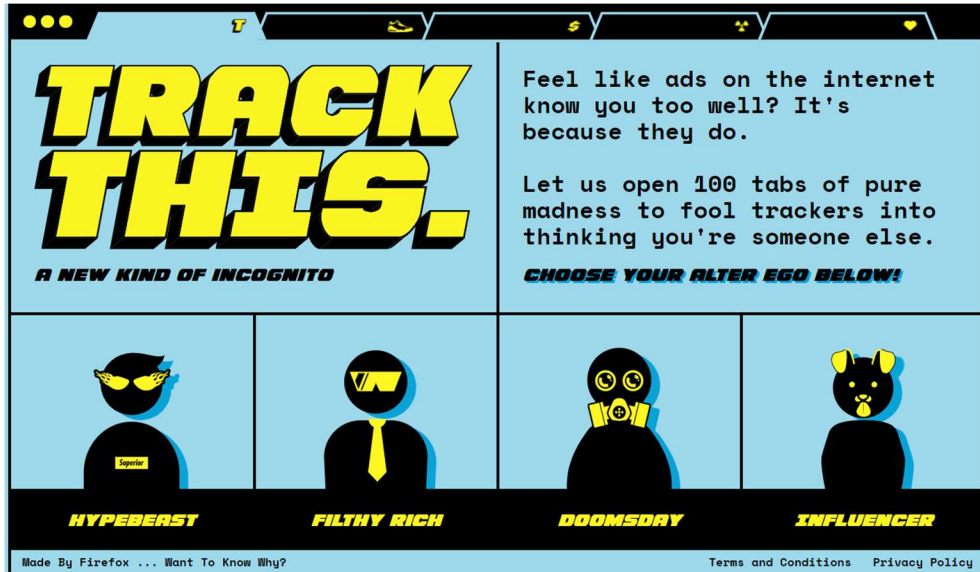 T
$
TRACK
THIS.
A NEW KIND OF INCOGNITO
Feel like ads on the internet
know you too well? It's
because they do.
Let us open 100 tabs of pure
madness to fool trackers into
thinking you're someone else.
CHOOSE YOUR ALTER EGO BELOW!
Superior
HYPEBEAST
FILTHY RICH
DOOMSDAY
INFLUENCER
Made By Firefox ... Want To Know Why?
Terms and Conditions
Privacy Policy